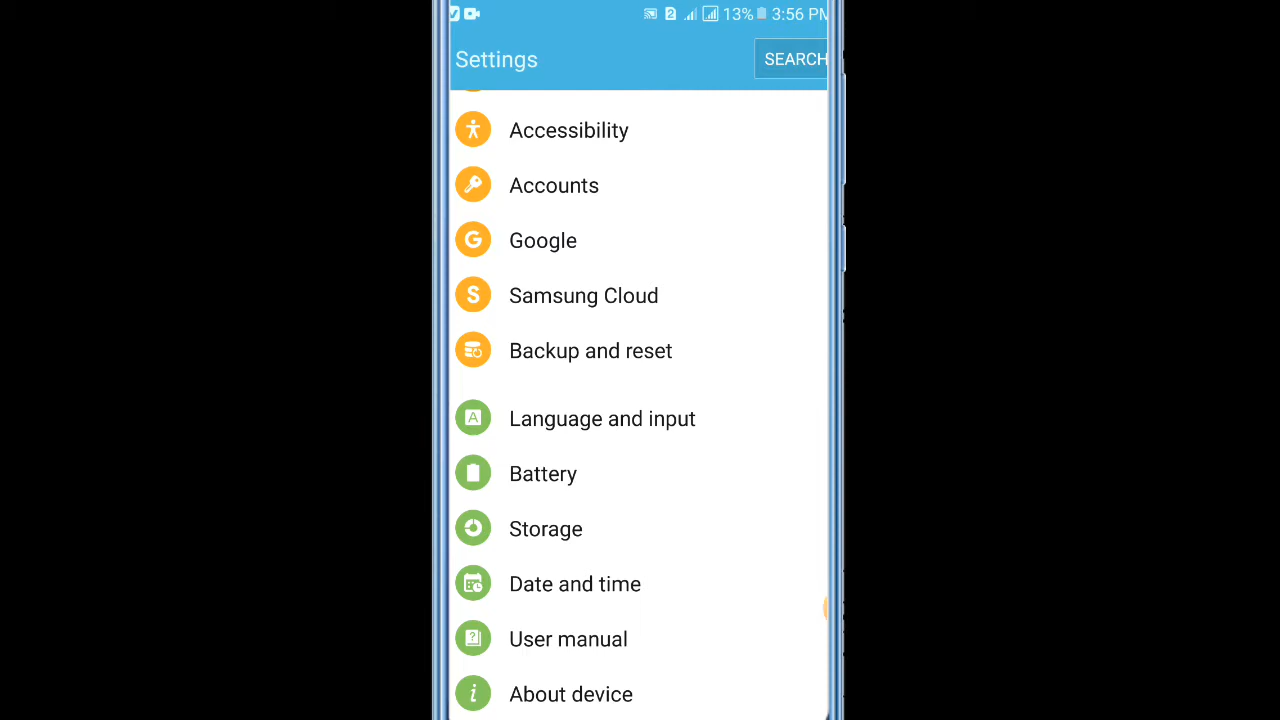 2 13% 3:56 PM
Settings SEARCH
Accessibility
Accounts
G Google
S Samsung Cloud
Backup and reset
A Language and input
Battery
Storage
Date and time
? User manual
i About device